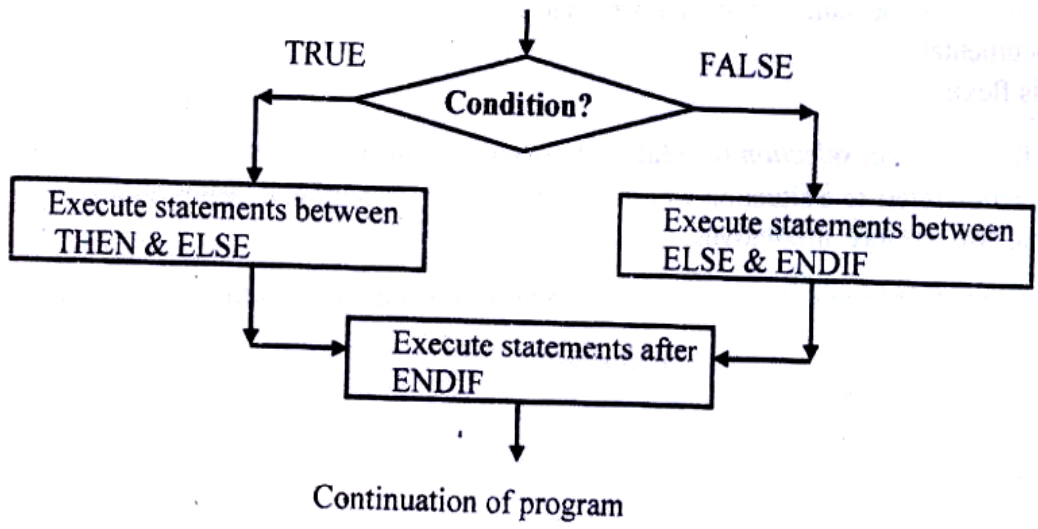 TRUE
FALSE
Condition?
Execute statements between
THEN & ELSE
Execute statements between
ELSE & ENDIF
Execute statements after
ENDIF
Continuation of program